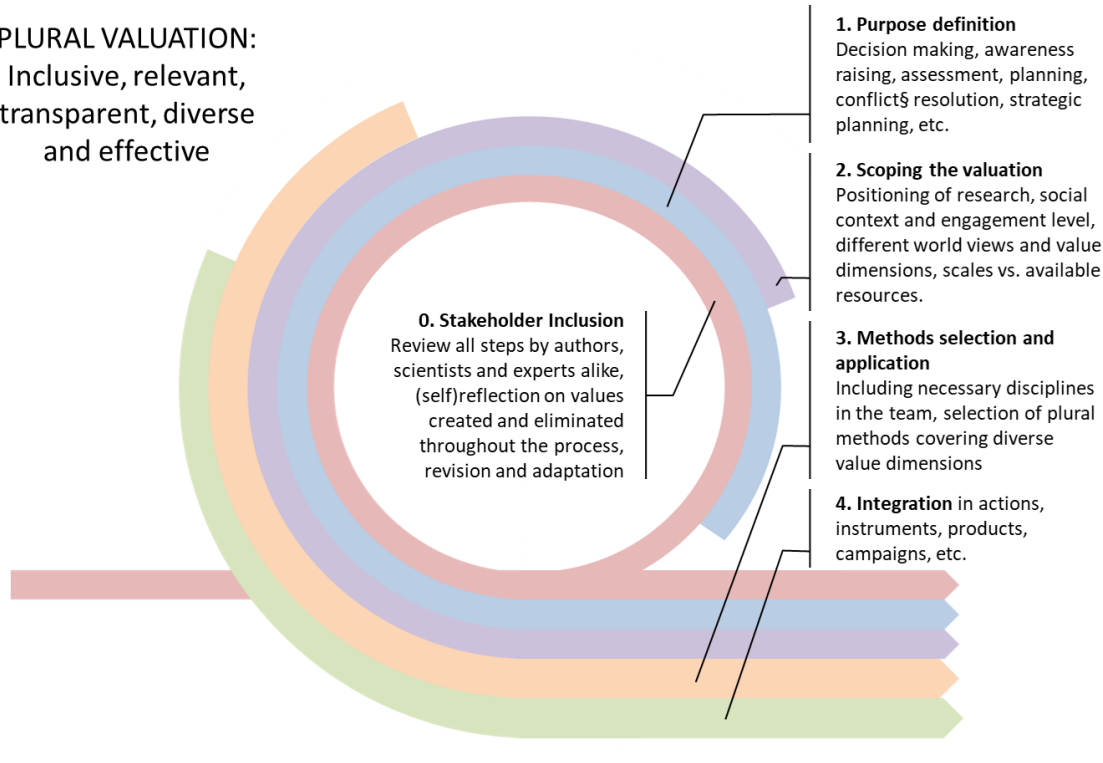 PLURAL VALUATION:
Inclusive, relevant,
transparent, diverse
and effective
1. Purpose definition
Decision making, awareness
raising, assessment, planning,
conflict§ resolution, strategic
planning, etc.
2. Scoping the valuation
Positioning of research, social
context and engagement level,
different world views and value
dimensions, scales vs. available
resources.
0. Stakeholder Inclusion
Review all steps by authors,
scientists and experts alike,
(self)reflection on values
created and eliminated
throughout the process,
revision and adaptation
3. Methods selection and
application
Including necessary disciplines
in the team, selection of plural
methods covering diverse
value dimensions
4. Integration in actions,
instruments, products,
campaigns, etc.